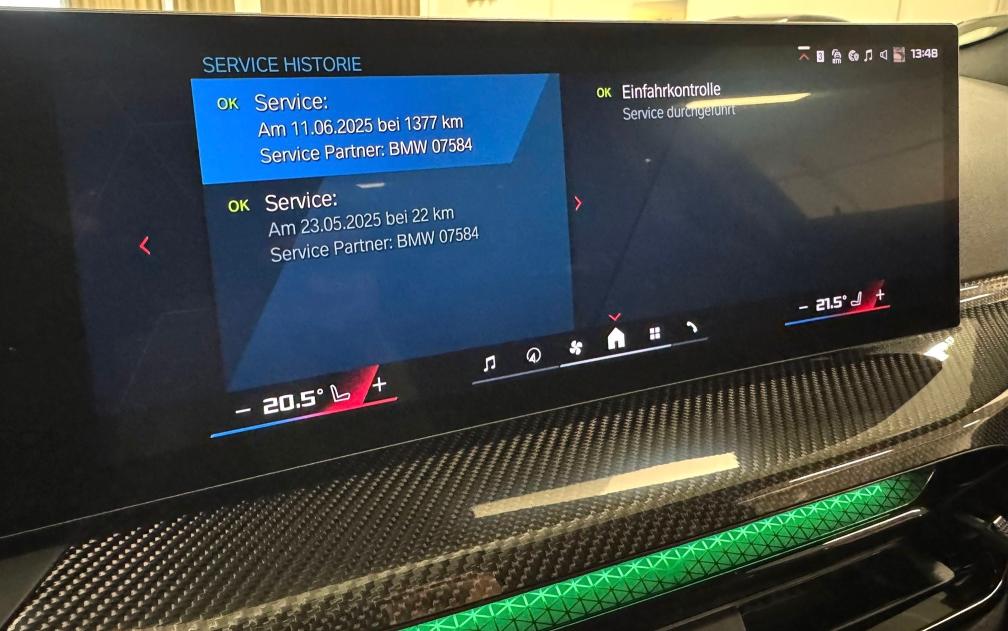 SERVICE HISTORIE
13:48
OK Service:
Am 11.06.2025 bei 1377 km
Service Partner: BMW 07584
OK Service:
Am 23.05.2025 bei 22 km
Service Partner: BMW 07584
OK Einfahrkontrolle
Service durchgeführt
− 21.5° +
− 20.5° +